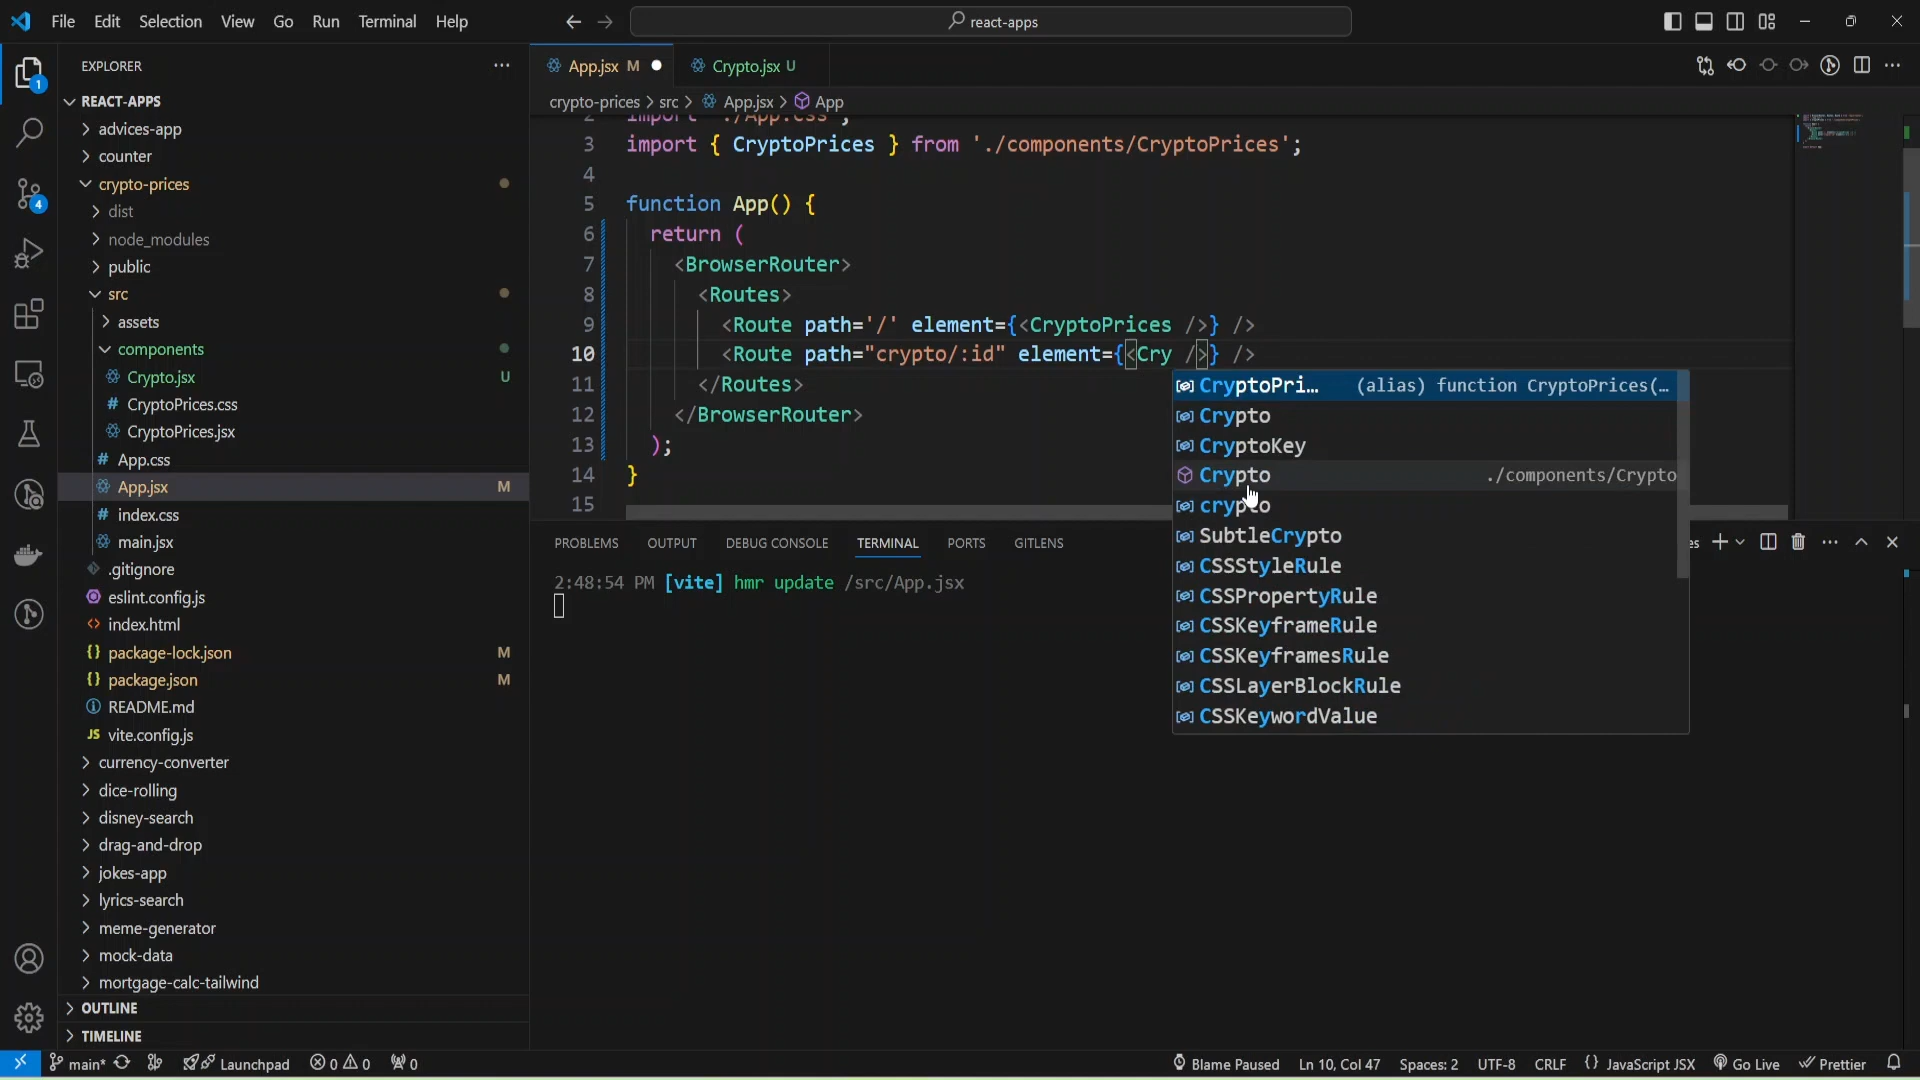 File Edit Selection View Go Run Terminal Help
react-apps
EXPLORER
REACT-APPS
advices-app
counter
crypto-prices
dist
node_modules
public
src
assets
components
Crypto.jsx U
CryptoPrices.css
CryptoPrices.jsx
App.css
App.jsx M
index.css
main.jsx
.gitignore
eslint.config.js
index.html
package-lock.json M
package.json M
README.md
vite.config.js
currency-converter
dice-rolling
disney-search
drag-and-drop
jokes-app
lyrics-search
meme-generator
mock-data
mortgage-calc-tailwind
OUTLINE
TIMELINE
1
4
App.jsx M Crypto.jsx U
crypto-prices > src > App.jsx > App
2 import './App.css';
3 import { CryptoPrices } from './components/CryptoPrices';
4
5 function App() {
6 return (
7 <BrowserRouter>
8 <Routes>
9 <Route path='/' element={<CryptoPrices />} />
10 <Route path="crypto/:id" element={<Cry />} />
11 </Routes>
12 </BrowserRouter>
13 );
14 }
15
CryptoPri... (alias) function CryptoPrices(…
Crypto
CryptoKey
Crypto ./components/Crypto
crypto
SubtleCrypto
CSSStyleRule
CSSPropertyRule
CSSKeyframeRule
CSSKeyframesRule
CSSLayerBlockRule
CSSKeywordValue
PROBLEMS OUTPUT DEBUG CONSOLE TERMINAL PORTS GITLENS
es
2:48:54 PM [vite] hmr update /src/App.jsx
main* Launchpad 0 0 0 Blame Paused Ln 10, Col 47 Spaces: 2 UTF-8 CRLF {} JavaScript JSX Go Live Prettier